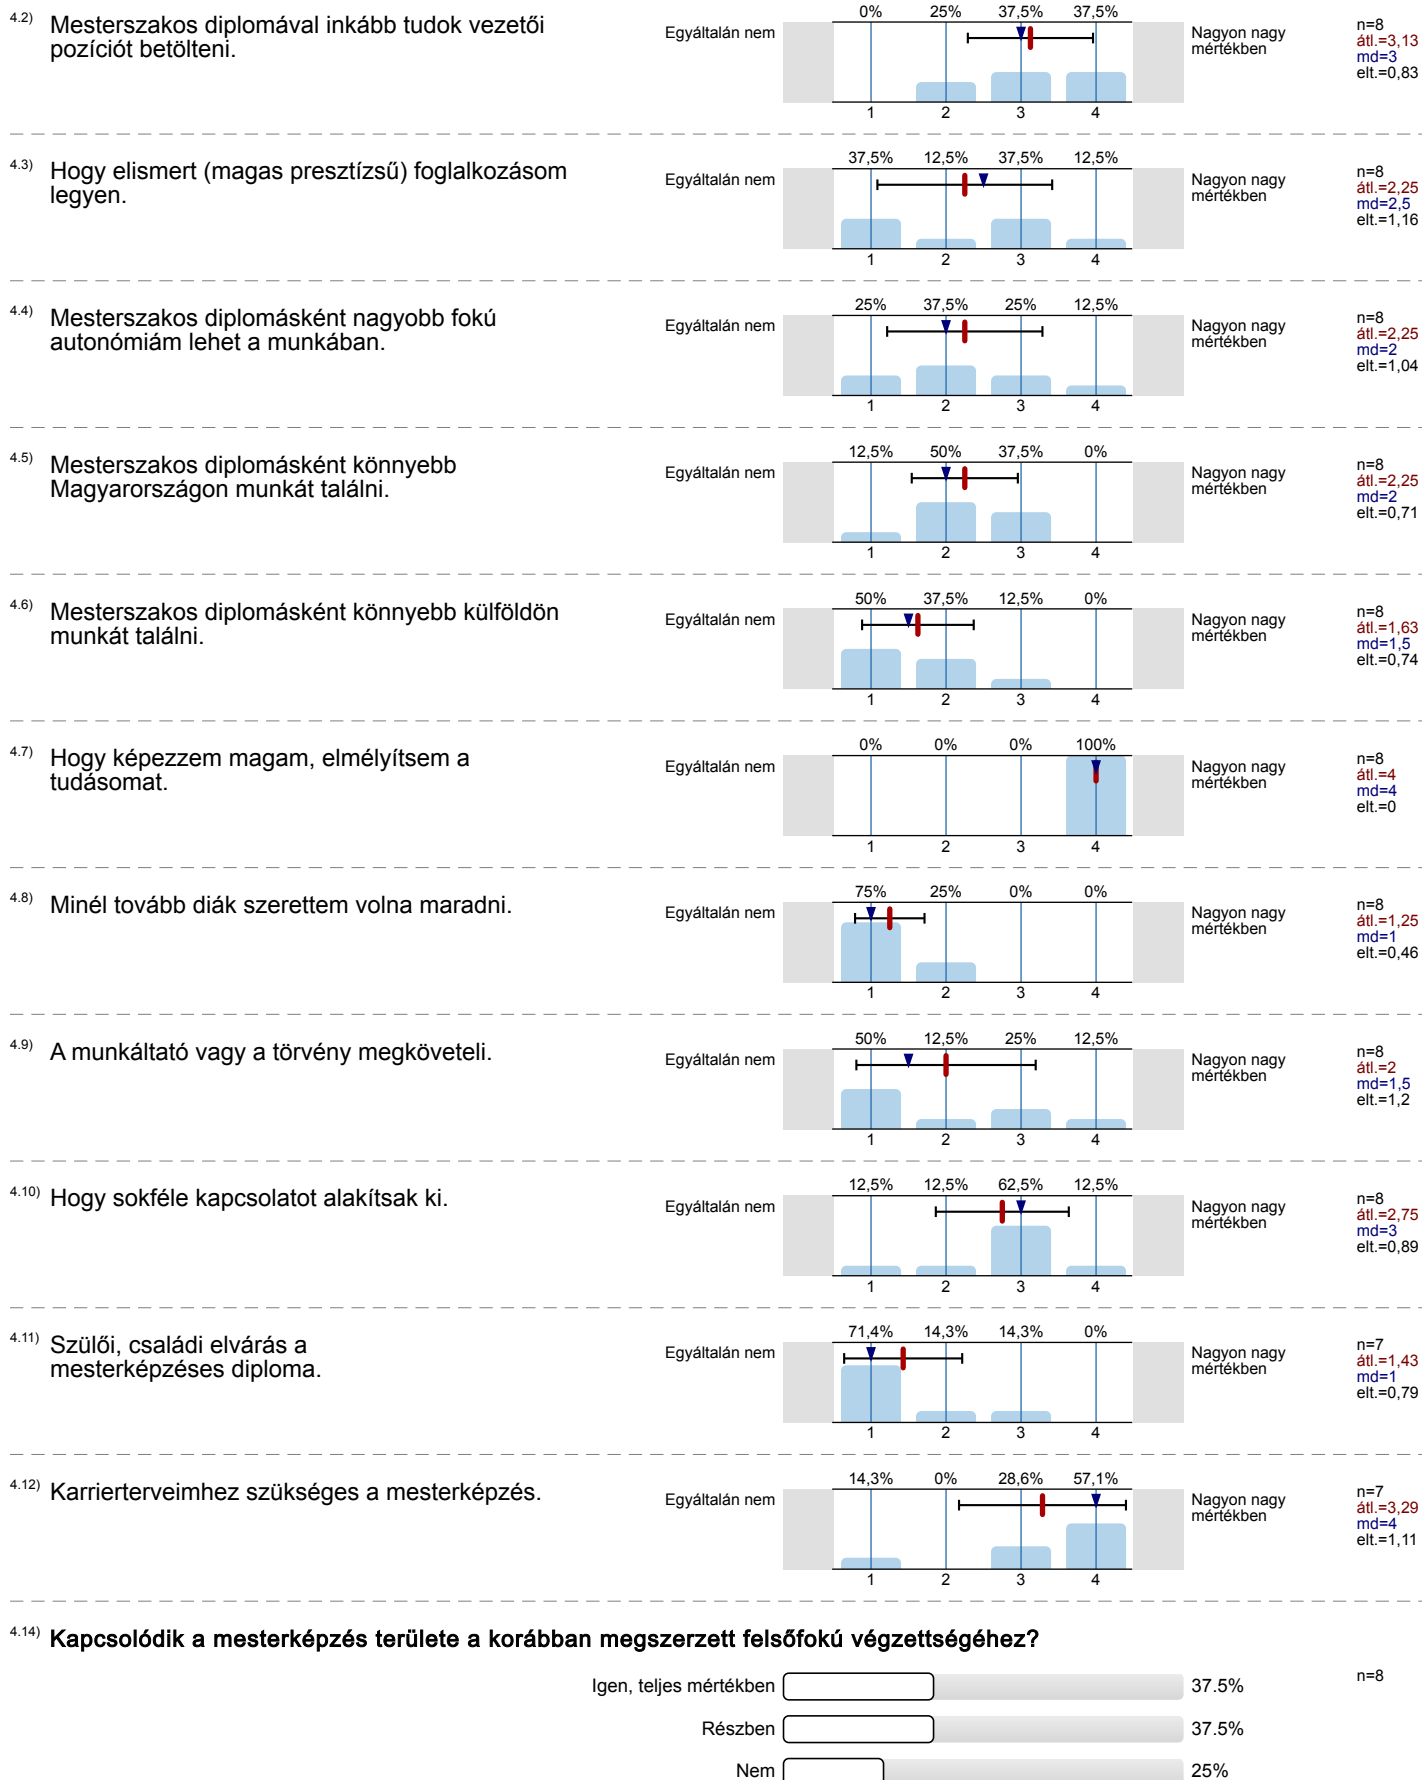 4.2) Mesterszakos diplomával inkább tudok vezetői
pozíciót betölteni.
Egyáltalán nem
0% 25% 37,5% 37,5%
1 2 3 4
Nagyon nagy
mértékben
n=8
átl.=3,13
md=3
elt.=0,83
4.3) Hogy elismert (magas presztízsű) foglalkozásom
legyen.
Egyáltalán nem
37,5% 12,5% 37,5% 12,5%
1 2 3 4
Nagyon nagy
mértékben
n=8
átl.=2,25
md=2,5
elt.=1,16
4.4) Mesterszakos diplomásként nagyobb fokú
autonómiám lehet a munkában.
Egyáltalán nem
25% 37,5% 25% 12,5%
1 2 3 4
Nagyon nagy
mértékben
n=8
átl.=2,25
md=2
elt.=1,04
4.5) Mesterszakos diplomásként könnyebb
Magyarországon munkát találni.
Egyáltalán nem
12,5% 50% 37,5% 0%
1 2 3 4
Nagyon nagy
mértékben
n=8
átl.=2,25
md=2
elt.=0,71
4.6) Mesterszakos diplomásként könnyebb külföldön
munkát találni.
Egyáltalán nem
50% 37,5% 12,5% 0%
1 2 3 4
Nagyon nagy
mértékben
n=8
átl.=1,63
md=1,5
elt.=0,74
4.7) Hogy képezzem magam, elmélyítsem a
tudásomat.
Egyáltalán nem
0% 0% 0% 100%
1 2 3 4
Nagyon nagy
mértékben
n=8
átl.=4
md=4
elt.=0
4.8) Minél tovább diák szerettem volna maradni.
Egyáltalán nem
75% 25% 0% 0%
1 2 3 4
Nagyon nagy
mértékben
n=8
átl.=1,25
md=1
elt.=0,46
4.9) A munkáltató vagy a törvény megköveteli.
Egyáltalán nem
50% 12,5% 25% 12,5%
1 2 3 4
Nagyon nagy
mértékben
n=8
átl.=2
md=1,5
elt.=1,2
4.10) Hogy sokféle kapcsolatot alakítsak ki.
Egyáltalán nem
12,5% 12,5% 62,5% 12,5%
1 2 3 4
Nagyon nagy
mértékben
n=8
átl.=2,75
md=3
elt.=0,89
4.11) Szülői, családi elvárás a
mesterképzéses diploma.
Egyáltalán nem
71,4% 14,3% 14,3% 0%
1 2 3 4
Nagyon nagy
mértékben
n=7
átl.=1,43
md=1
elt.=0,79
4.12) Karrierterveimhez szükséges a mesterképzés.
Egyáltalán nem
14,3% 0% 28,6% 57,1%
1 2 3 4
Nagyon nagy
mértékben
n=7
átl.=3,29
md=4
elt.=1,11
4.14) Kapcsolódik a mesterképzés területe a korábban megszerzett felsőfokú végzettségéhez?
Igen, teljes mértékben 37.5% n=8
Részben 37.5%
Nem 25%